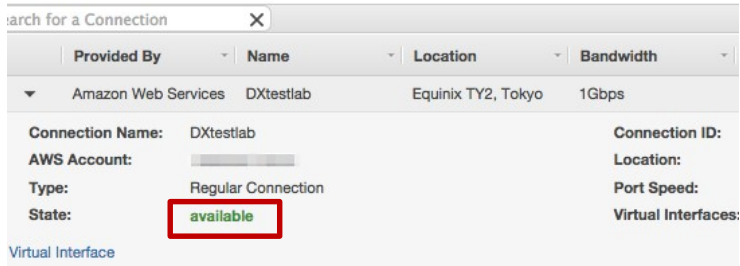 earch for a Connection
Provided By Name Location Bandwidth
Amazon Web Services DXtestlab Equinix TY2, Tokyo 1Gbps
Connection Name: DXtestlab Connection ID:
AWS Account: Location:
Type: Regular Connection Port Speed:
State: available Virtual Interfaces:
Virtual Interface